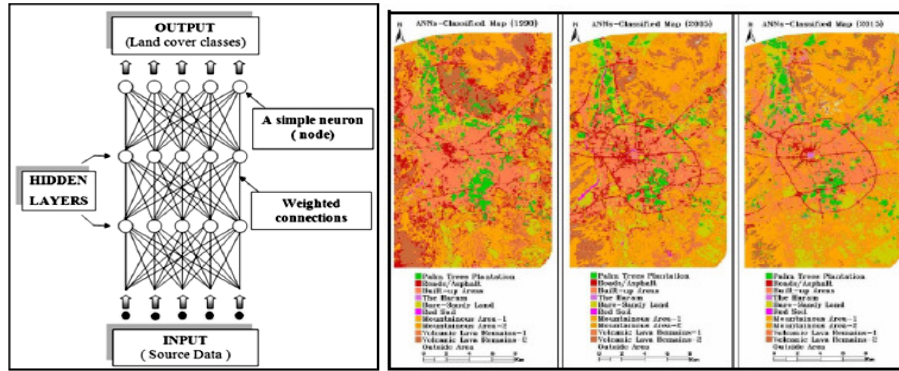 OUTPUT
(Land cover classes)
A simple neuron
( node)
HIDDEN
LAYERS
Weighted
connections
INPUT
( Source Data )
N
ANNs-Classified Map (1990)
Palm Trees Plantation
Roads/Asphalt
Built-up Areas
The Haram
Bare-Sandy Land
Red Soil
Mountainous Area-1
Mountainous Area-2
Volcanic Lava Remains-1
Volcanic Lava Remains-2
Outside Area
N
ANNs-Classified Map (2005)
Palm Trees Plantation
Roads/Asphalt
Built-up Areas
The Haram
Bare-Sandy Land
Red Soil
Mountainous Area-1
Mountainous Area-2
Volcanic Lava Remains-1
Volcanic Lava Remains-2
Outside Area
N
ANNs-Classified Map (2015)
Palm Trees Plantation
Roads/Asphalt
Built-up Areas
The Haram
Bare-Sandy Land
Red Soil
Mountainous Area-1
Mountainous Area-2
Volcanic Lava Remains-1
Volcanic Lava Remains-2
Outside Area